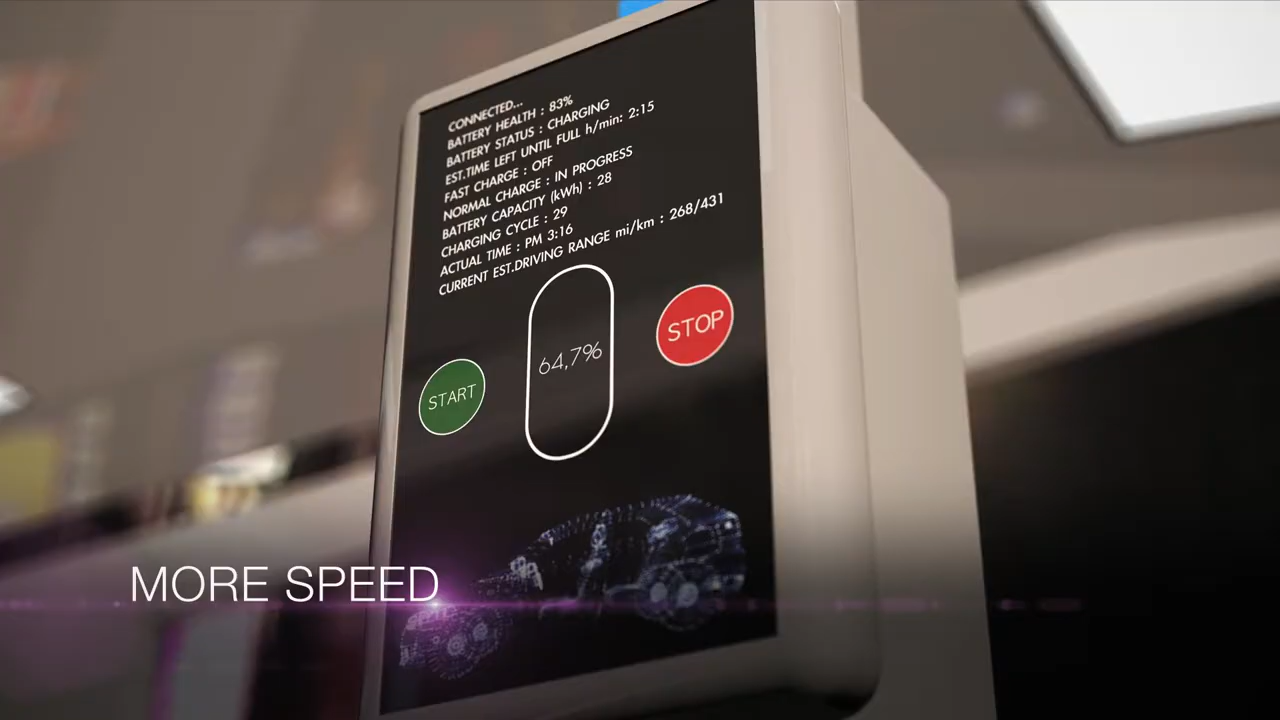 CONNECTED...
BATTERY HEALTH : 83%
BATTERY STATUS : CHARGING
EST.TIME LEFT UNTIL FULL h/min: 2:15
FAST CHARGE : OFF
NORMAL CHARGE : IN PROGRESS
BATTERY CAPACITY (kWh) : 28
CHARGING CYCLE : 29
ACTUAL TIME : PM 3:16
CURRENT EST.DRIVING RANGE mi/km : 268/431
START
64,7%
STOP
MORE SPEED